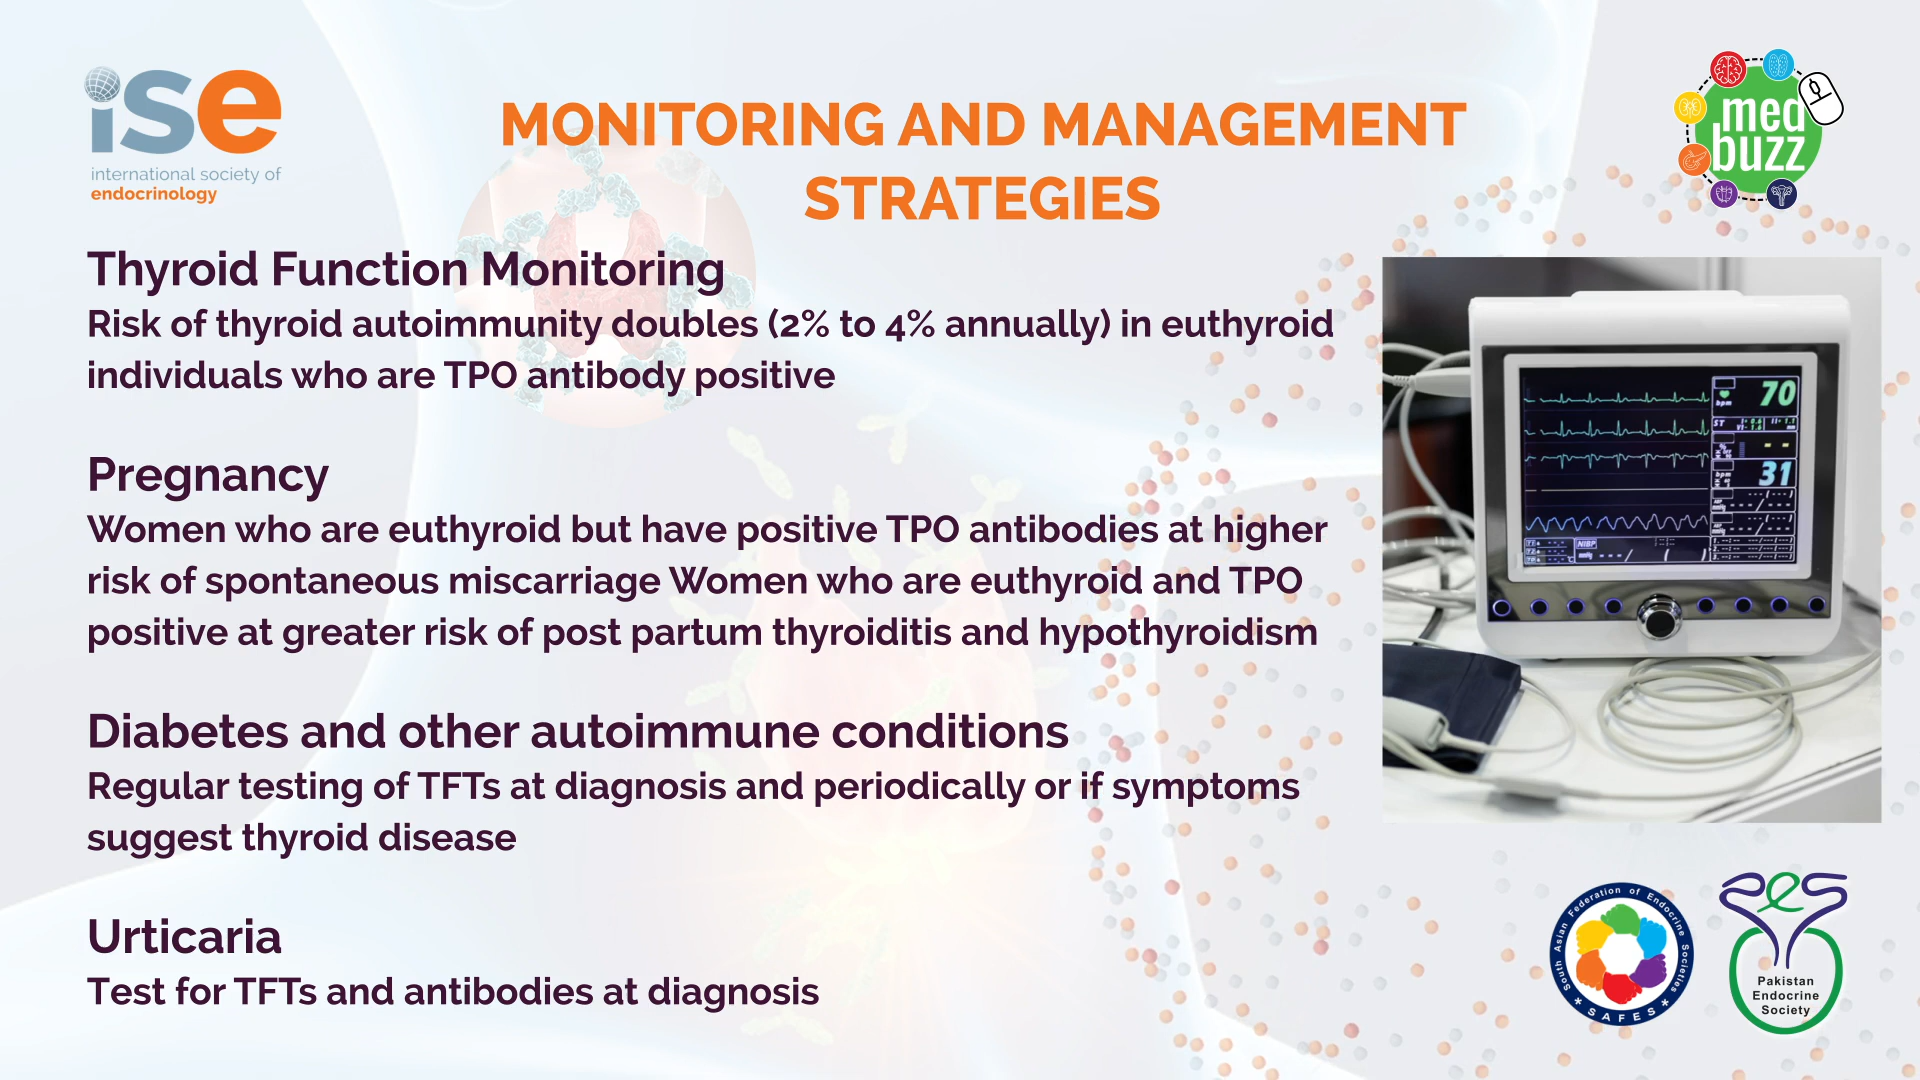 ise
international society of
endocrinology
MONITORING AND MANAGEMENT
STRATEGIES
med
buzz
Thyroid Function Monitoring
Risk of thyroid autoimmunity doubles (2% to 4% annually) in euthyroid
individuals who are TPO antibody positive
Pregnancy
Women who are euthyroid but have positive TPO antibodies at higher
risk of spontaneous miscarriage Women who are euthyroid and TPO
positive at greater risk of post partum thyroiditis and hypothyroidism
Diabetes and other autoimmune conditions
Regular testing of TFTs at diagnosis and periodically or if symptoms
suggest thyroid disease
Urticaria
Test for TFTs and antibodies at diagnosis
70
bpm
ST
31
bpm
NIBP
South Asian Federation of Endocrine Societies
* SAFES *
PES
Pakistan
Endocrine
Society